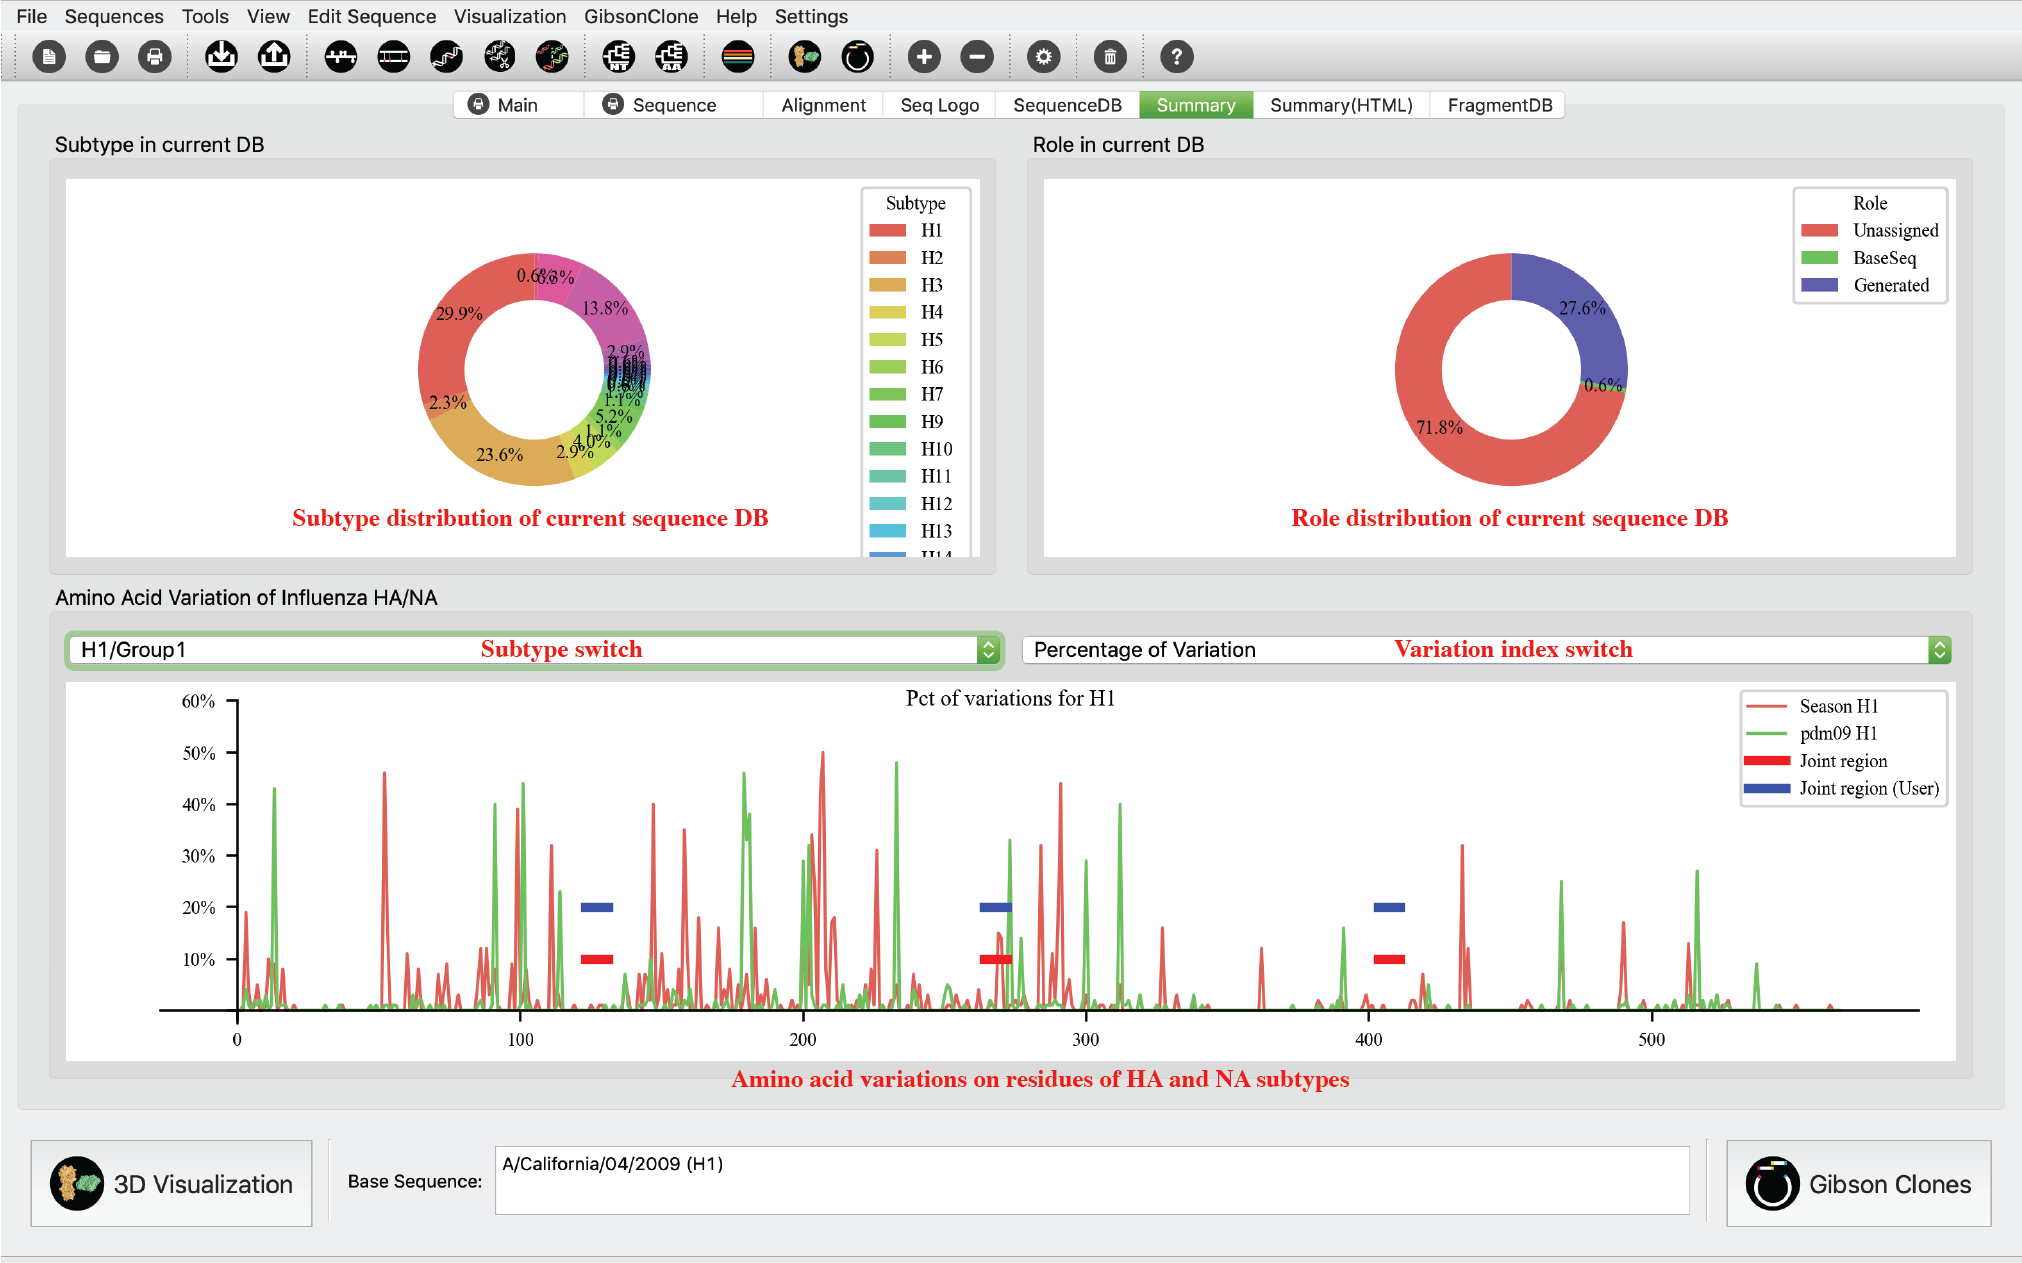 File Sequences Tools View Edit Sequence Visualization GibsonClone Help Settings
NT AA ?
Main Sequence Alignment Seq Logo SequenceDB Summary Summary(HTML) FragmentDB
Subtype in current DB
Subtype
H1
H2
H3
H4
H5
H6
H7
H9
H10
H11
H12
H13
H14
0.6%
6.3%
13.8%
29.9%
2.9%
2.3%
1.1%
5.2%
1.1%
4.0%
2.9%
23.6%
Subtype distribution of current sequence DB
Role in current DB
Role
Unassigned
BaseSeq
Generated
27.6%
0.6%
71.8%
Role distribution of current sequence DB
Amino Acid Variation of Influenza HA/NA
H1/Group1 Subtype switch
Percentage of Variation Variation index switch
Pct of variations for H1
Season H1
pdm09 H1
Joint region
Joint region (User)
60%
50%
40%
30%
20%
10%
0 100 200 300 400 500
Amino acid variations on residues of HA and NA subtypes
3D Visualization
Base Sequence:
A/California/04/2009 (H1)
Gibson Clones